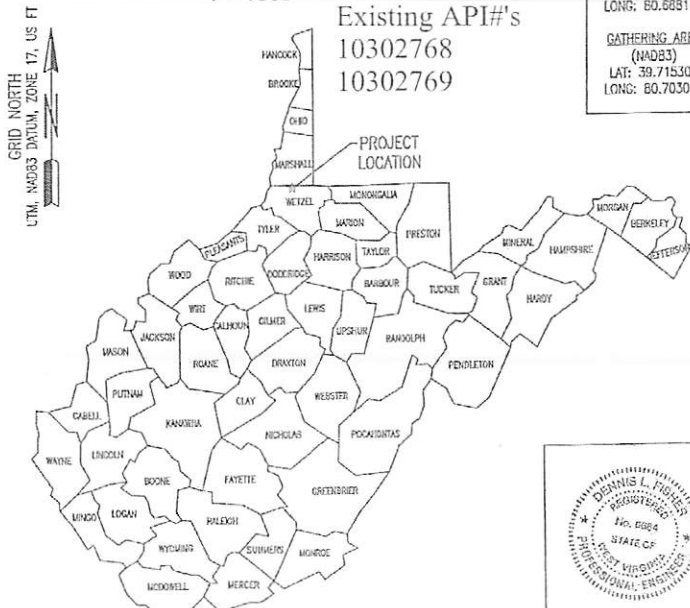 Existing API#'s
10302768
10302769
GRID NORTH
UTM, NAD83 DATUM, ZONE 17, US FT
N
LONG: 80.6881
GATHERING ARE
(NAD83)
LAT: 39.71530
LONG: 80.7030
PROJECT
LOCATION
HANCOCK
BROOKE
OHIO
MARSHALL
WETZEL
MONONGALIA
MORGAN
BERKELEY
JEFFERSON
TYLER
MARION
PRESTON
PLEASANTS
MINERAL
HAMPSHIRE
WOOD
RITCHIE
DODDRIDGE
HARRISON
TAYLOR
BARBOUR
TUCKER
GRANT
HARDY
WIRT
CALHOUN
GILMER
LEWIS
UPSHUR
RANDOLPH
PENDLETON
JACKSON
MASON
ROANE
BRAXTON
WEBSTER
PUTNAM
CLAY
CABELL
KANAWHA
NICHOLAS
POCAHONTAS
WAYNE
LINCOLN
BOONE
FAYETTE
GREENBRIER
MINGO
LOGAN
RALEIGH
WYOMING
SUMMERS
MONROE
MCDOWELL
MERCER
DENNIS L. FISHER
REGISTERED
No. 8884
STATE OF
WEST VIRGINIA
PROFESSIONAL ENGINEER